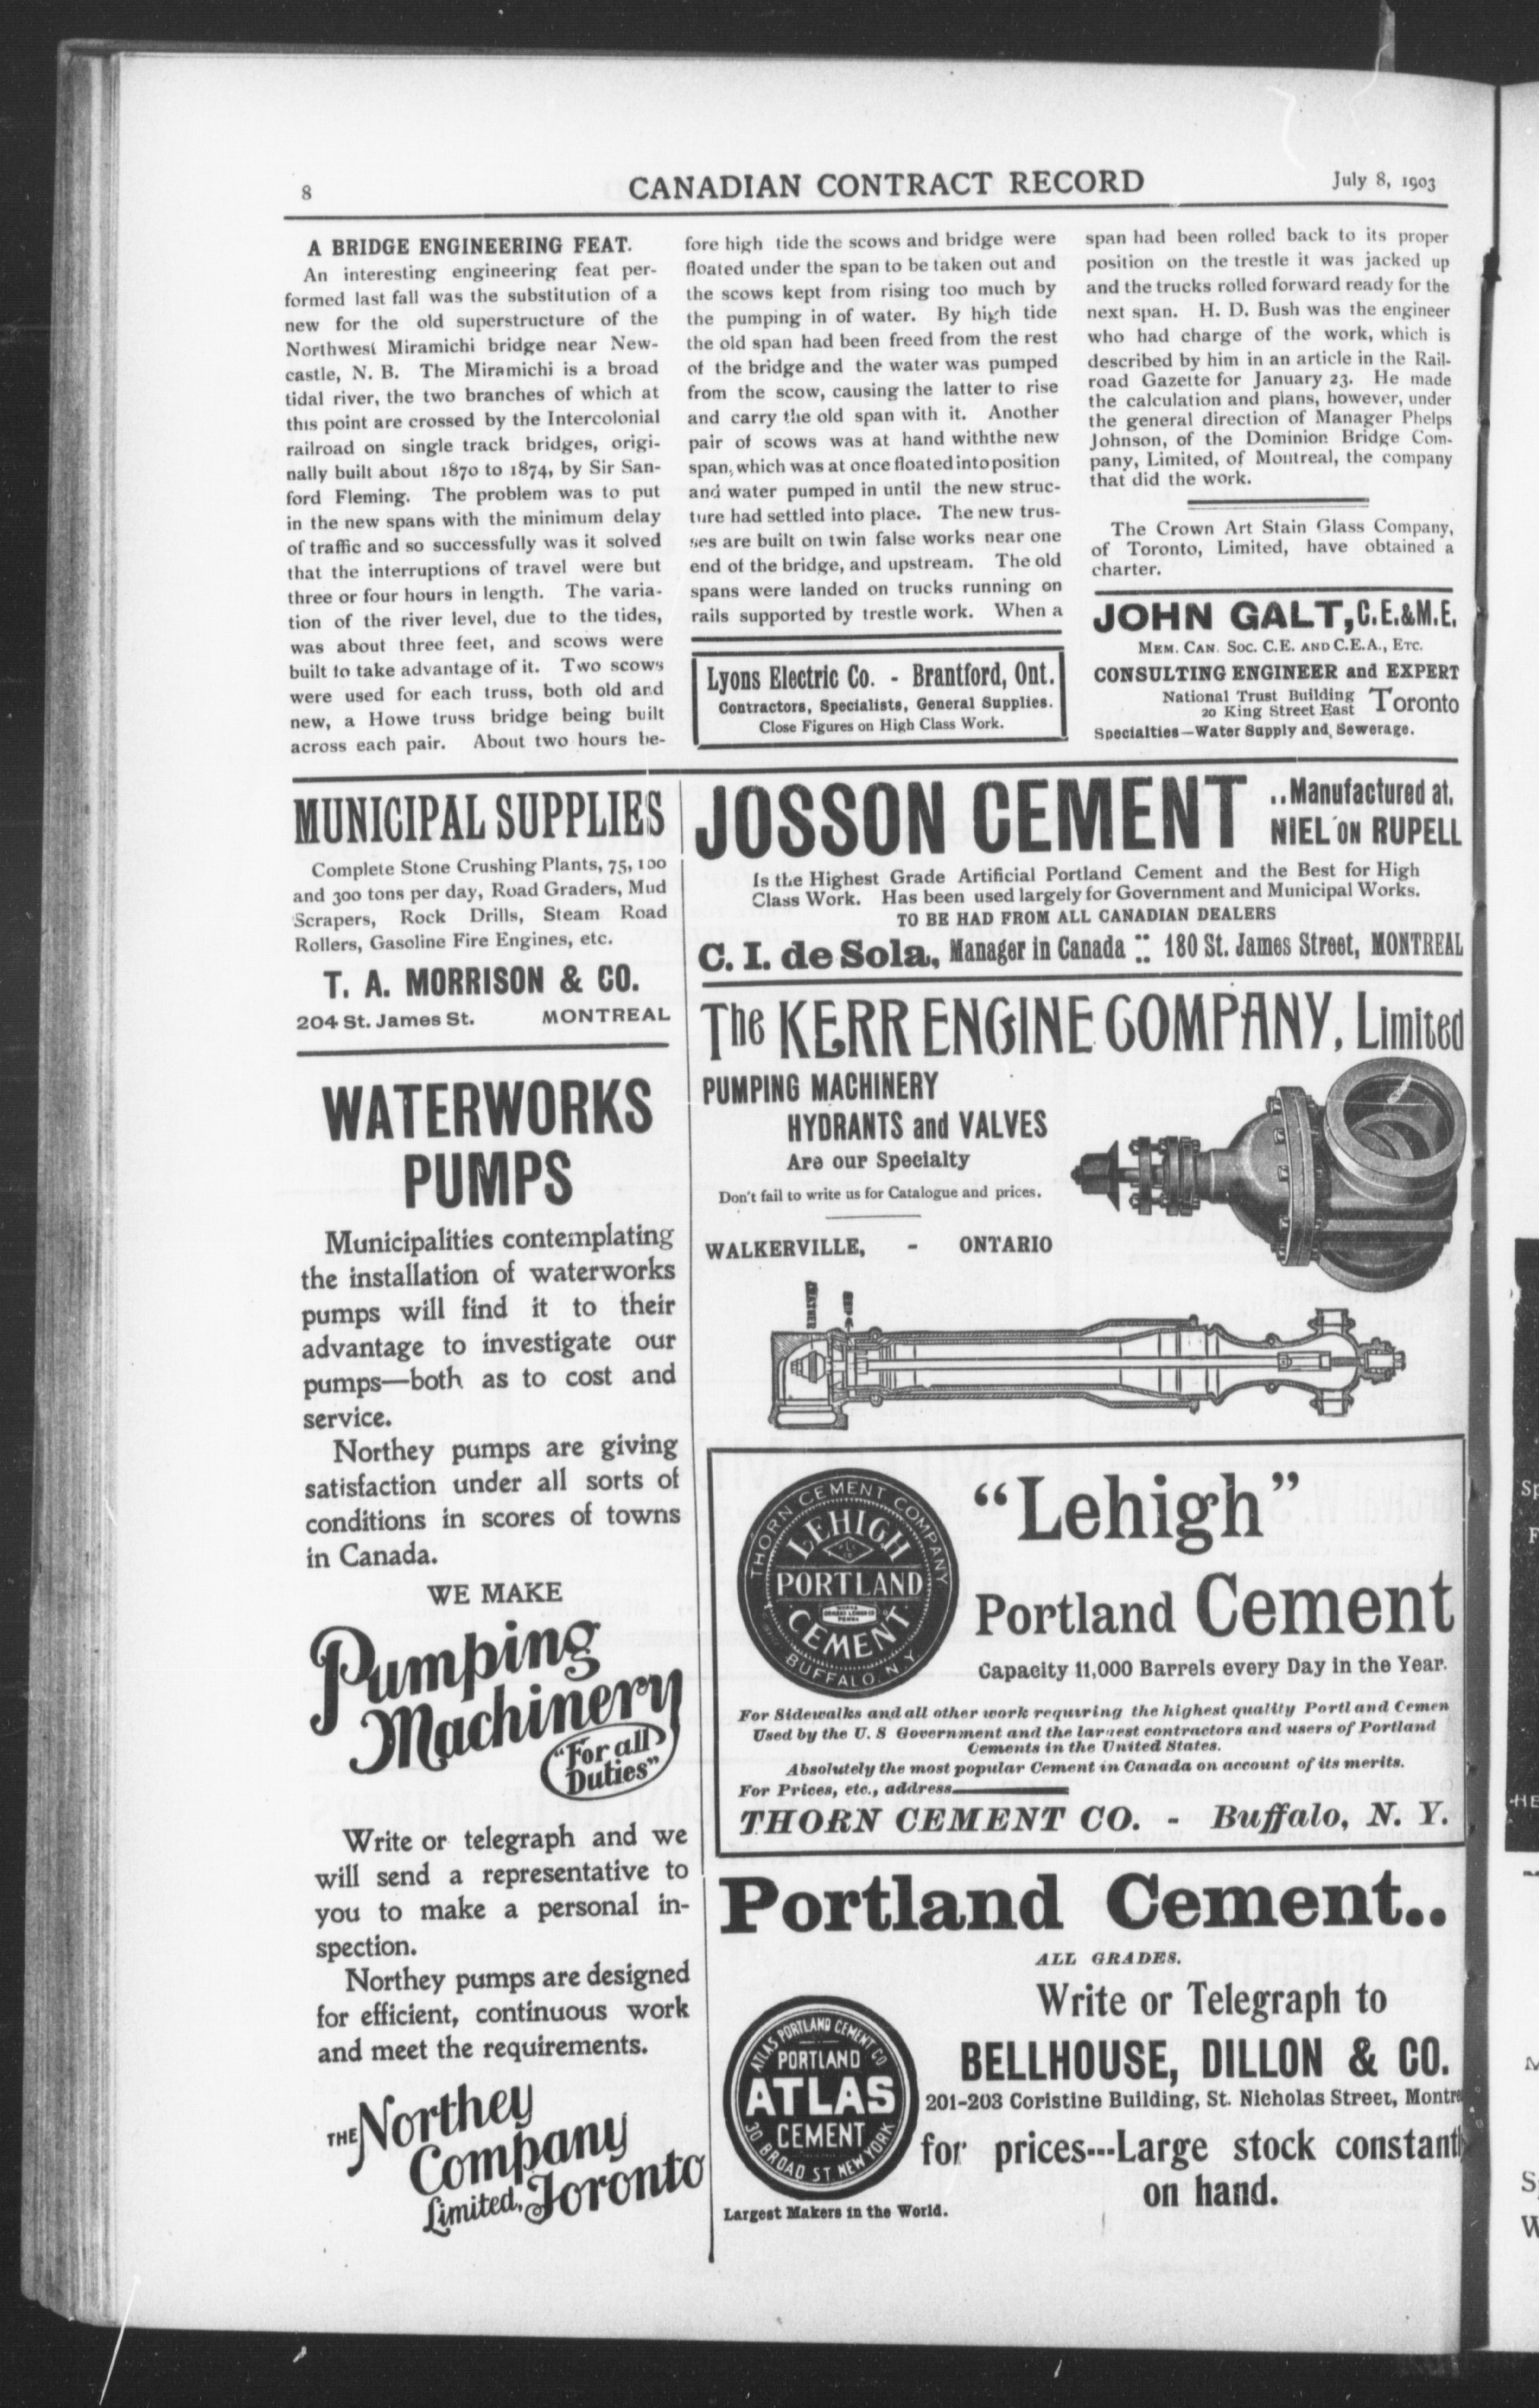 8
CANADIAN CONTRACT RECORD
July 8, 1903
A BRIDGE ENGINEERING FEAT.
An interesting engineering feat per-
formed last fall was the substitution of a
new for the old superstructure of the
Northwest Miramichi bridge near New-
castle, N. B. The Miramichi is a broad
tidal river, the two branches of which at
this point are crossed by the Intercolonial
railroad on single track bridges, origi-
nally built about 1870 to 1874, by Sir San-
ford Fleming. The problem was to put
in the new spans with the minimum delay
of traffic and so successfully was it solved
that the interruptions of travel were but
three or four hours in length. The varia-
tion of the river level, due to the tides,
was about three feet, and scows were
built to take advantage of it. Two scows
were used for each truss, both old and
new, a Howe truss bridge being built
across each pair. About two hours be-
fore high tide the scows and bridge were
floated under the span to be taken out and
the scows kept from rising too much by
the pumping in of water. By high tide
the old span had been freed from the rest
of the bridge and the water was pumped
from the scow, causing the latter to rise
and carry the old span with it. Another
pair of scows was at hand withthe new
span, which was at once floated into position
and water pumped in until the new struc-
ture had settled into place. The new trus-
ses are built on twin false works near one
end of the bridge, and upstream. The old
spans were landed on trucks running on
rails supported by trestle work. When a
span had been rolled back to its proper
position on the trestle it was jacked up
and the trucks rolled forward ready for the
next span. H. D. Bush was the engineer
who had charge of the work, which is
described by him in an article in the Rail-
road Gazette for January 23. He made
the calculation and plans, however, under
the general direction of Manager Phelps
Johnson, of the Dominion Bridge Com-
pany, Limited, of Montreal, the company
that did the work.
The Crown Art Stain Glass Company,
of Toronto, Limited, have obtained a
charter.
Lyons Electric Co. - Brantford, Ont.
Contractors, Specialists, General Supplies.
Close Figures on High Class Work.
JOHN GALT, C.E.&M.E.
MEM. CAN. SOC. C.E. AND C.E.A., ETC.
CONSULTING ENGINEER and EXPERT
National Trust Building
20 King Street East Toronto
Specialties—Water Supply and Sewerage.
MUNICIPAL SUPPLIES
Complete Stone Crushing Plants, 75, 100
and 300 tons per day, Road Graders, Mud
Scrapers, Rock Drills, Steam Road
Rollers, Gasoline Fire Engines, etc.
T. A. MORRISON & CO.
204 St. James St. MONTREAL
WATERWORKS
PUMPS
Municipalities contemplating
the installation of waterworks
pumps will find it to their
advantage to investigate our
pumps—both as to cost and
service.
Northey pumps are giving
satisfaction under all sorts of
conditions in scores of towns
in Canada.
WE MAKE
Pumping
Machinery
"For all
Duties"
Write or telegraph and we
will send a representative to
you to make a personal in-
spection.
Northey pumps are designed
for efficient, continuous work
and meet the requirements.
THE Northey
Company
Limited, Toronto
JOSSON CEMENT
..Manufactured at.
NIEL ON RUPELL
Is the Highest Grade Artificial Portland Cement and the Best for High
Class Work. Has been used largely for Government and Municipal Works.
TO BE HAD FROM ALL CANADIAN DEALERS
C. I. de Sola, Manager in Canada :: 180 St. James Street, MONTREAL
The KERR ENGINE COMPANY, Limited
PUMPING MACHINERY
HYDRANTS and VALVES
Are our Specialty
Don't fail to write us for Catalogue and prices.
WALKERVILLE, - ONTARIO
THORN CEMENT COMPANY
LEHIGH
PORTLAND
CEMENT
BUFFALO, N.Y.
"Lehigh"
Portland Cement
Capacity 11,000 Barrels every Day in the Year.
For Sidewalks and all other work requiring the highest quality Portland Cemen
Used by the U. S Government and the largest contractors and users of Portland
Cements in the United States.
Absolutely the most popular Cement in Canada on account of its merits.
For Prices, etc., address
THORN CEMENT CO. - Buffalo, N. Y.
Portland Cement..
ALL GRADES.
Write or Telegraph to
BELLHOUSE, DILLON & CO.
201-203 Coristine Building, St. Nicholas Street, Montre
for prices---Large stock constantl
on hand.
ATLAS PORTLAND CEMENT CO
PORTLAND
ATLAS
CEMENT
30 BROAD ST NEW YORK
Largest Makers in the World.